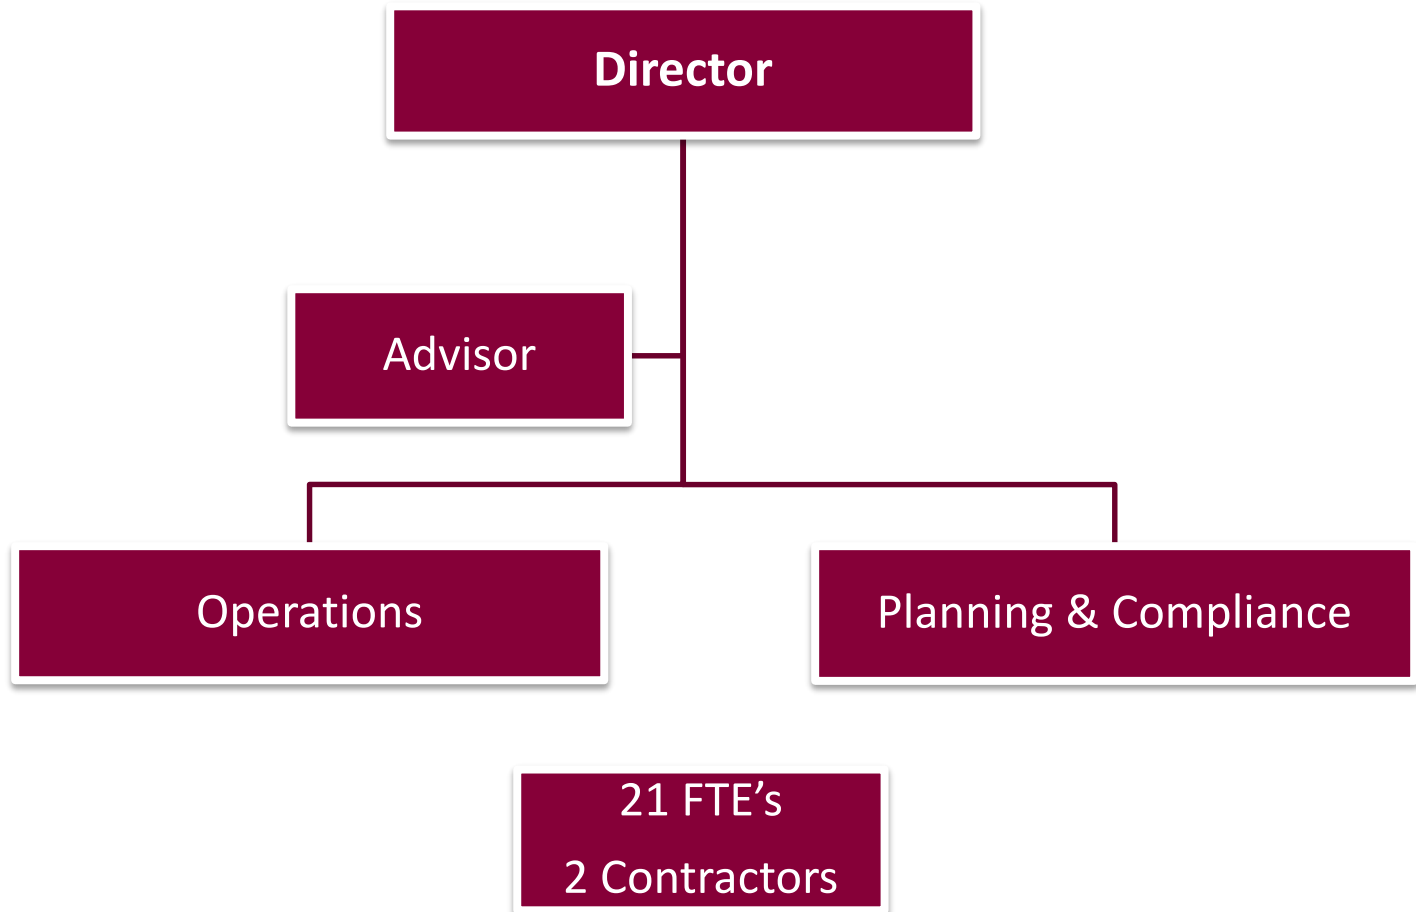 Director
Advisor
Operations
Planning & Compliance
21 FTE’s
2 Contractors